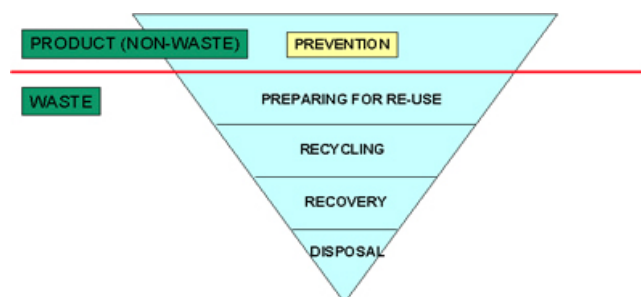 PRODUCT (NON-WASTE)
PREVENTION
WASTE
PREPARING FOR RE-USE
RECYCLING
RECOVERY
DISPOSAL